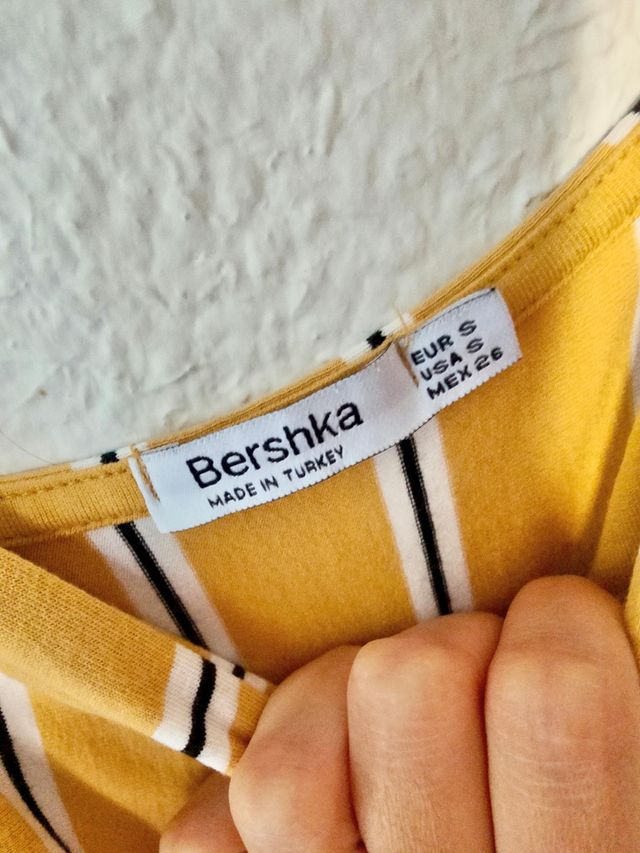 Bershka
MADE IN TURKEY
EUR S
USA S
MEX 26